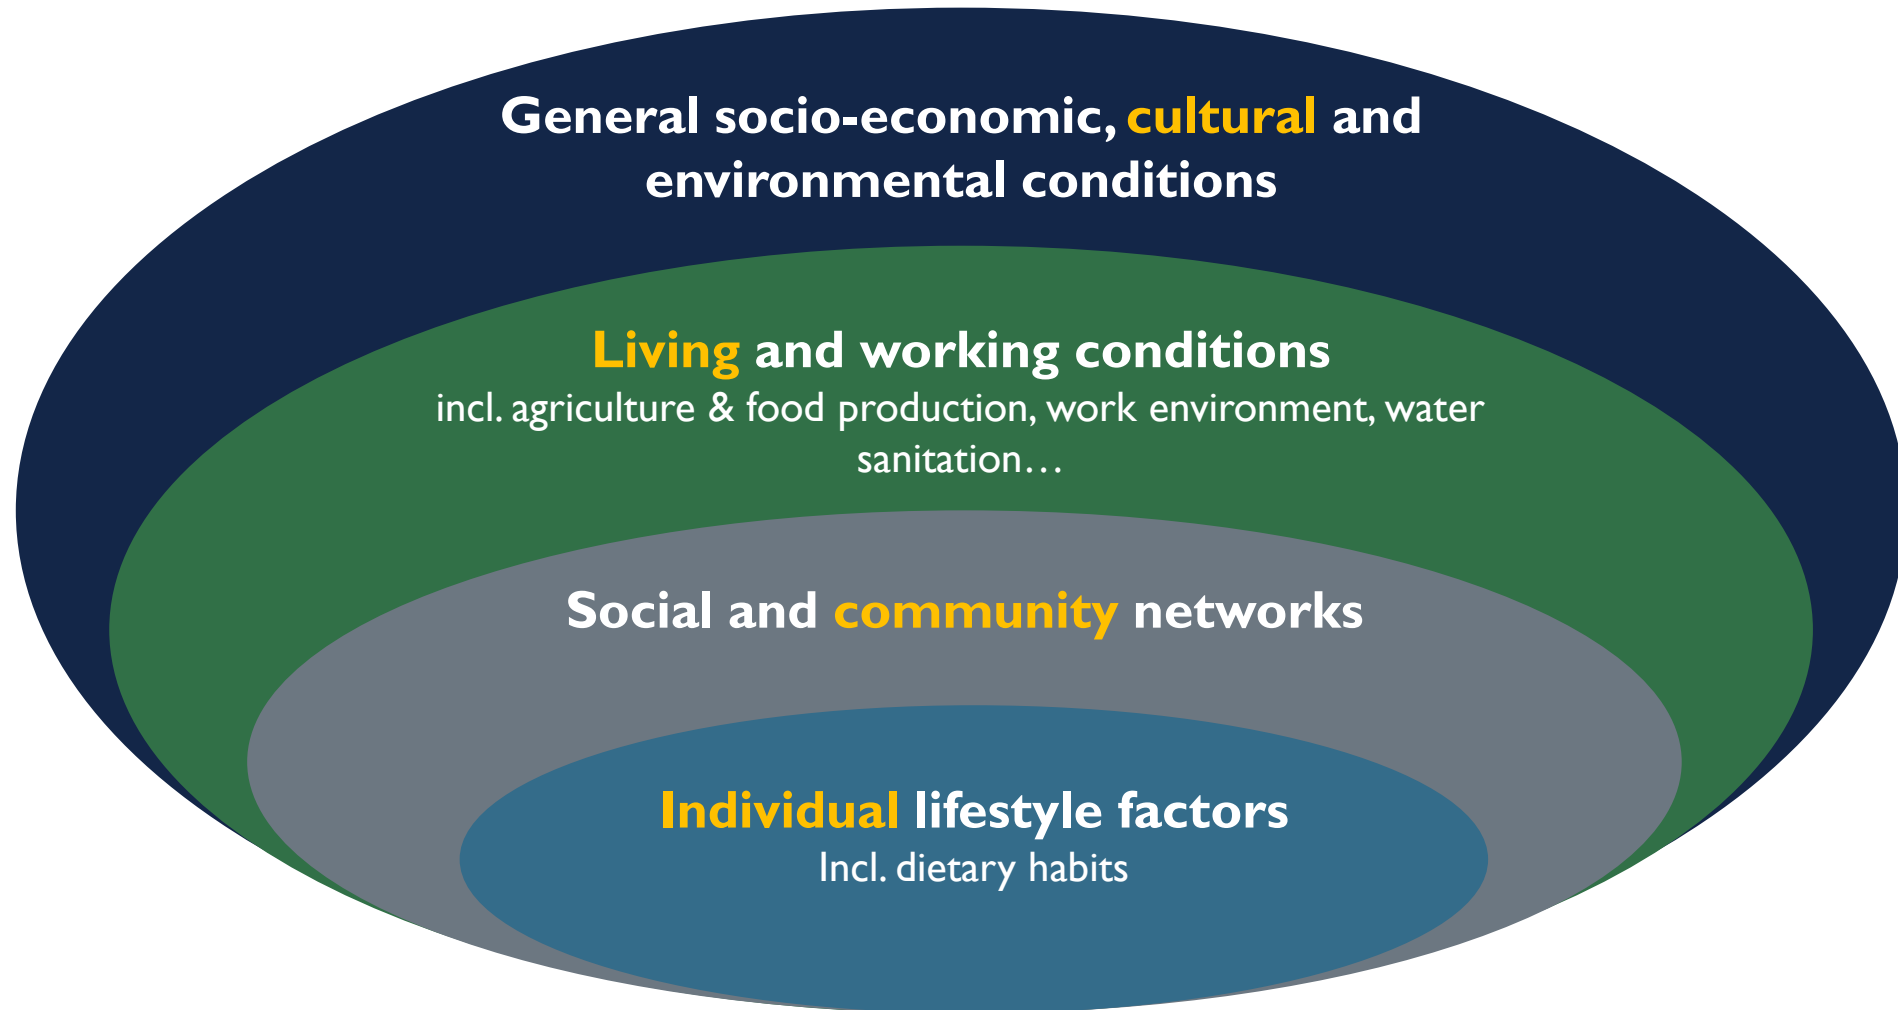 General socio-economic, cultural and
environmental conditions
Living and working conditions
incl. agriculture & food production, work environment, water
sanitation…
Social and community networks
Individual lifestyle factors
Incl. dietary habits